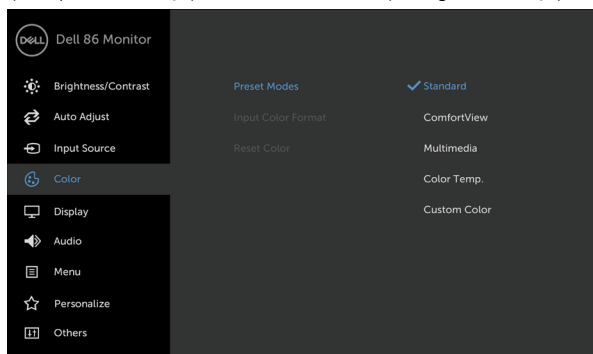 DELL Dell 86 Monitor
Brightness/Contrast
Auto Adjust
Input Source
Color
Display
Audio
Menu
Personalize
Others
Preset Modes
Input Color Format
Reset Color
Standard
ComfortView
Multimedia
Color Temp.
Custom Color